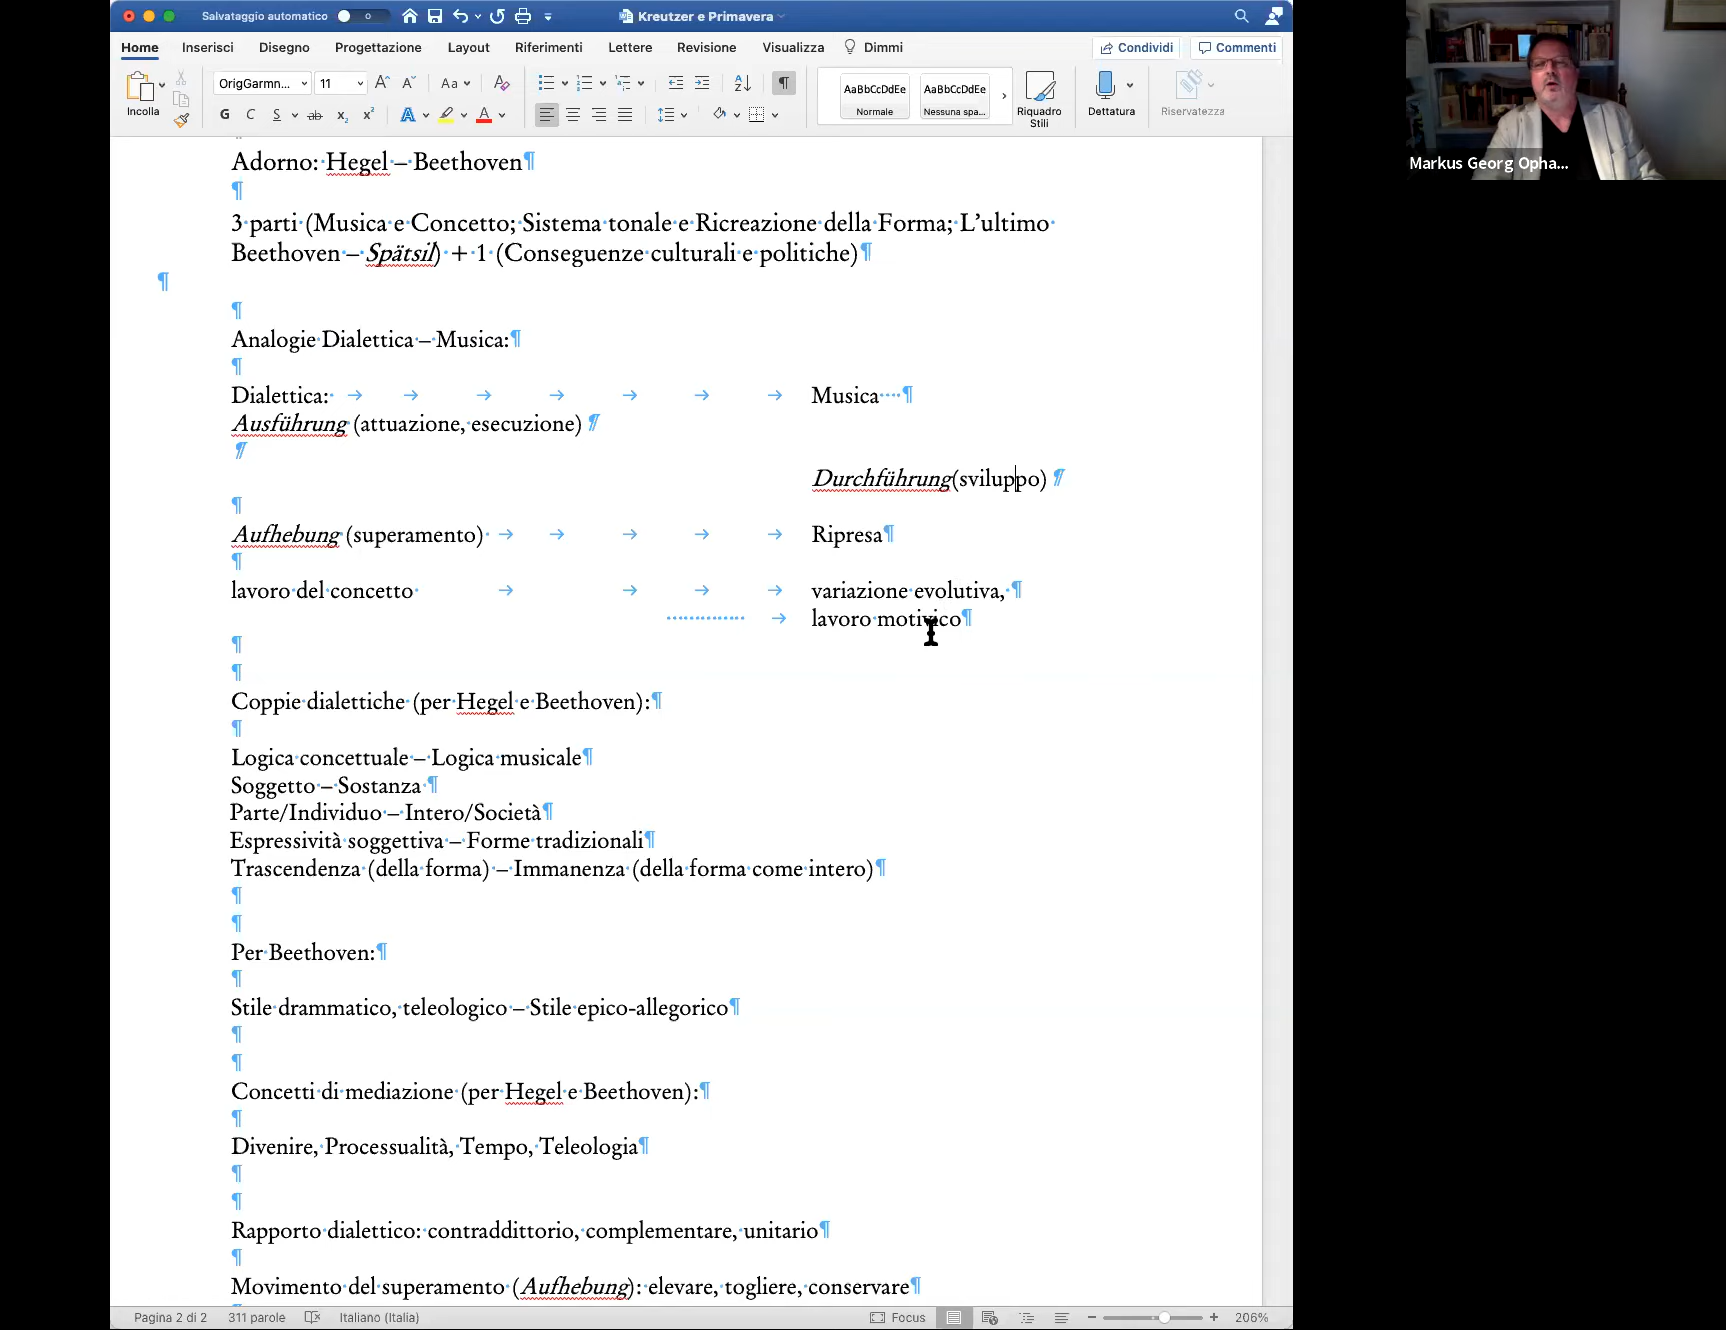 Salvataggio automatico
Kreutzer e Primavera
Home Inserisci Disegno Progettazione Layout Riferimenti Lettere Revisione Visualizza Dimmi Condividi Commenti
Incolla
OrigGarmn... 11
AaBbCcDdEe AaBbCcDdEe
Normale Nessuna spa...
Riquadro Stili
Dettatura
Riservatezza
Markus Georg Opha...
Adorno: Hegel – Beethoven¶
¶
3 parti (Musica e Concetto; Sistema tonale e Ricreazione della Forma; L’ultimo
Beethoven – Spätsil) + 1 (Conseguenze culturali e politiche)¶
¶
¶
Analogie Dialettica – Musica:¶
¶
Dialettica: → → → → → → → Musica ¶
Ausführung (attuazione, esecuzione) ¶
¶
Durchführung(sviluppo) ¶
¶
Aufhebung (superamento) → → → → → Ripresa¶
¶
lavoro del concetto → → → → variazione evolutiva, ¶
→ lavoro motivico¶
¶
¶
Coppie dialettiche (per Hegel e Beethoven):¶
¶
Logica concettuale – Logica musicale¶
Soggetto – Sostanza ¶
Parte/Individuo – Intero/Società¶
Espressività soggettiva – Forme tradizionali¶
Trascendenza (della forma) – Immanenza (della forma come intero)¶
¶
¶
Per Beethoven:¶
¶
Stile drammatico, teleologico – Stile epico-allegorico¶
¶
¶
Concetti di mediazione (per Hegel e Beethoven):¶
¶
Divenire, Processualità, Tempo, Teleologia¶
¶
¶
Rapporto dialettico: contraddittorio, complementare, unitario¶
¶
Movimento del superamento (Aufhebung): elevare, togliere, conservare¶
Pagina 2 di 2 311 parole Italiano (Italia) Focus 206%